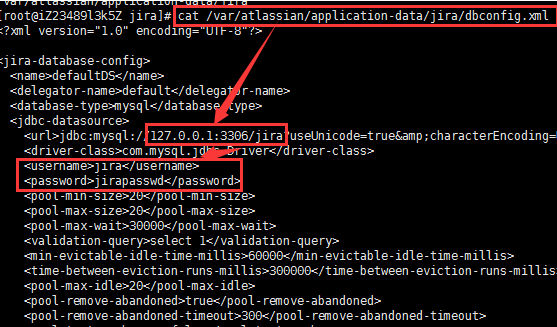 [root@iZ23489l3k5Z jira]# cat /var/atlassian/application-data/jira/dbconfig.xml
<?xml version="1.0" encoding="UTF-8"?>
<jira-database-config>
<name>defaultDS</name>
<delegator-name>default</delegator-name>
<database-type>mysql</database-type>
<jdbc-datasource>
<url>jdbc:mysql://127.0.0.1:3306/jira?useUnicode=true&amp;characterEncoding=
<driver-class>com.mysql.jdbc.Driver</driver-class>
<username>jira</username>
<password>jirapasswd</password>
<pool-min-size>20</pool-min-size>
<pool-max-size>20</pool-max-size>
<pool-max-wait>30000</pool-max-wait>
<validation-query>select 1</validation-query>
<min-evictable-idle-time-millis>60000</min-evictable-idle-time-millis>
<time-between-eviction-runs-millis>300000</time-between-eviction-runs-millis>
<pool-max-idle>20</pool-max-idle>
<pool-remove-abandoned>true</pool-remove-abandoned>
<pool-remove-abandoned-timeout>300</pool-remove-abandoned-timeout>